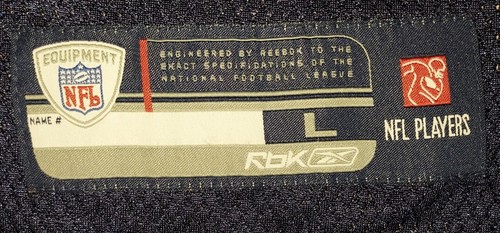 EQUIPMENT
NFL
ENGINEERED BY REEBOK TO THE
EXACT SPECIFICATIONS OF THE
NATIONAL FOOTBALL LEAGUE
NAME #
L
NFL PLAYERS
RbK